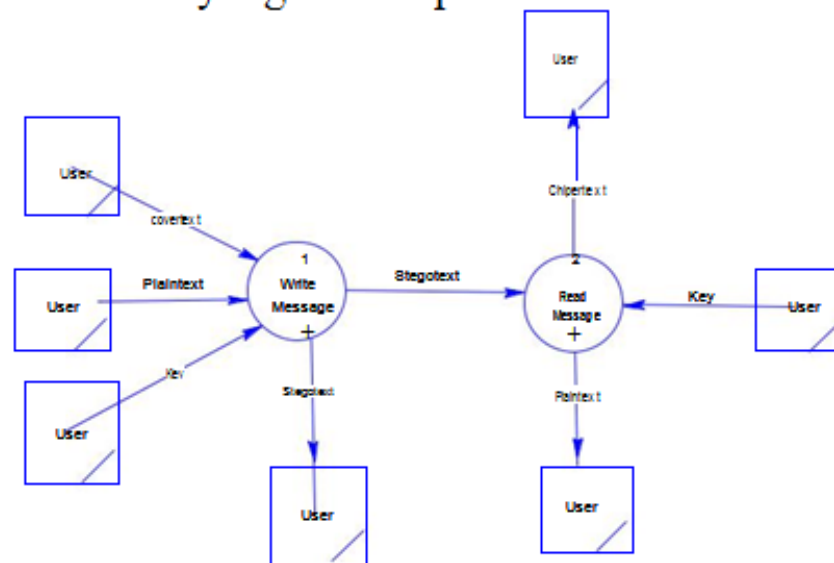 User
User
covertext
1
Write
Message
+
Plaintext
User
Key
User
Stegotext
Stegotext
User
Chipertext
2
Read
Message
+
Key
User
Plaintext
User